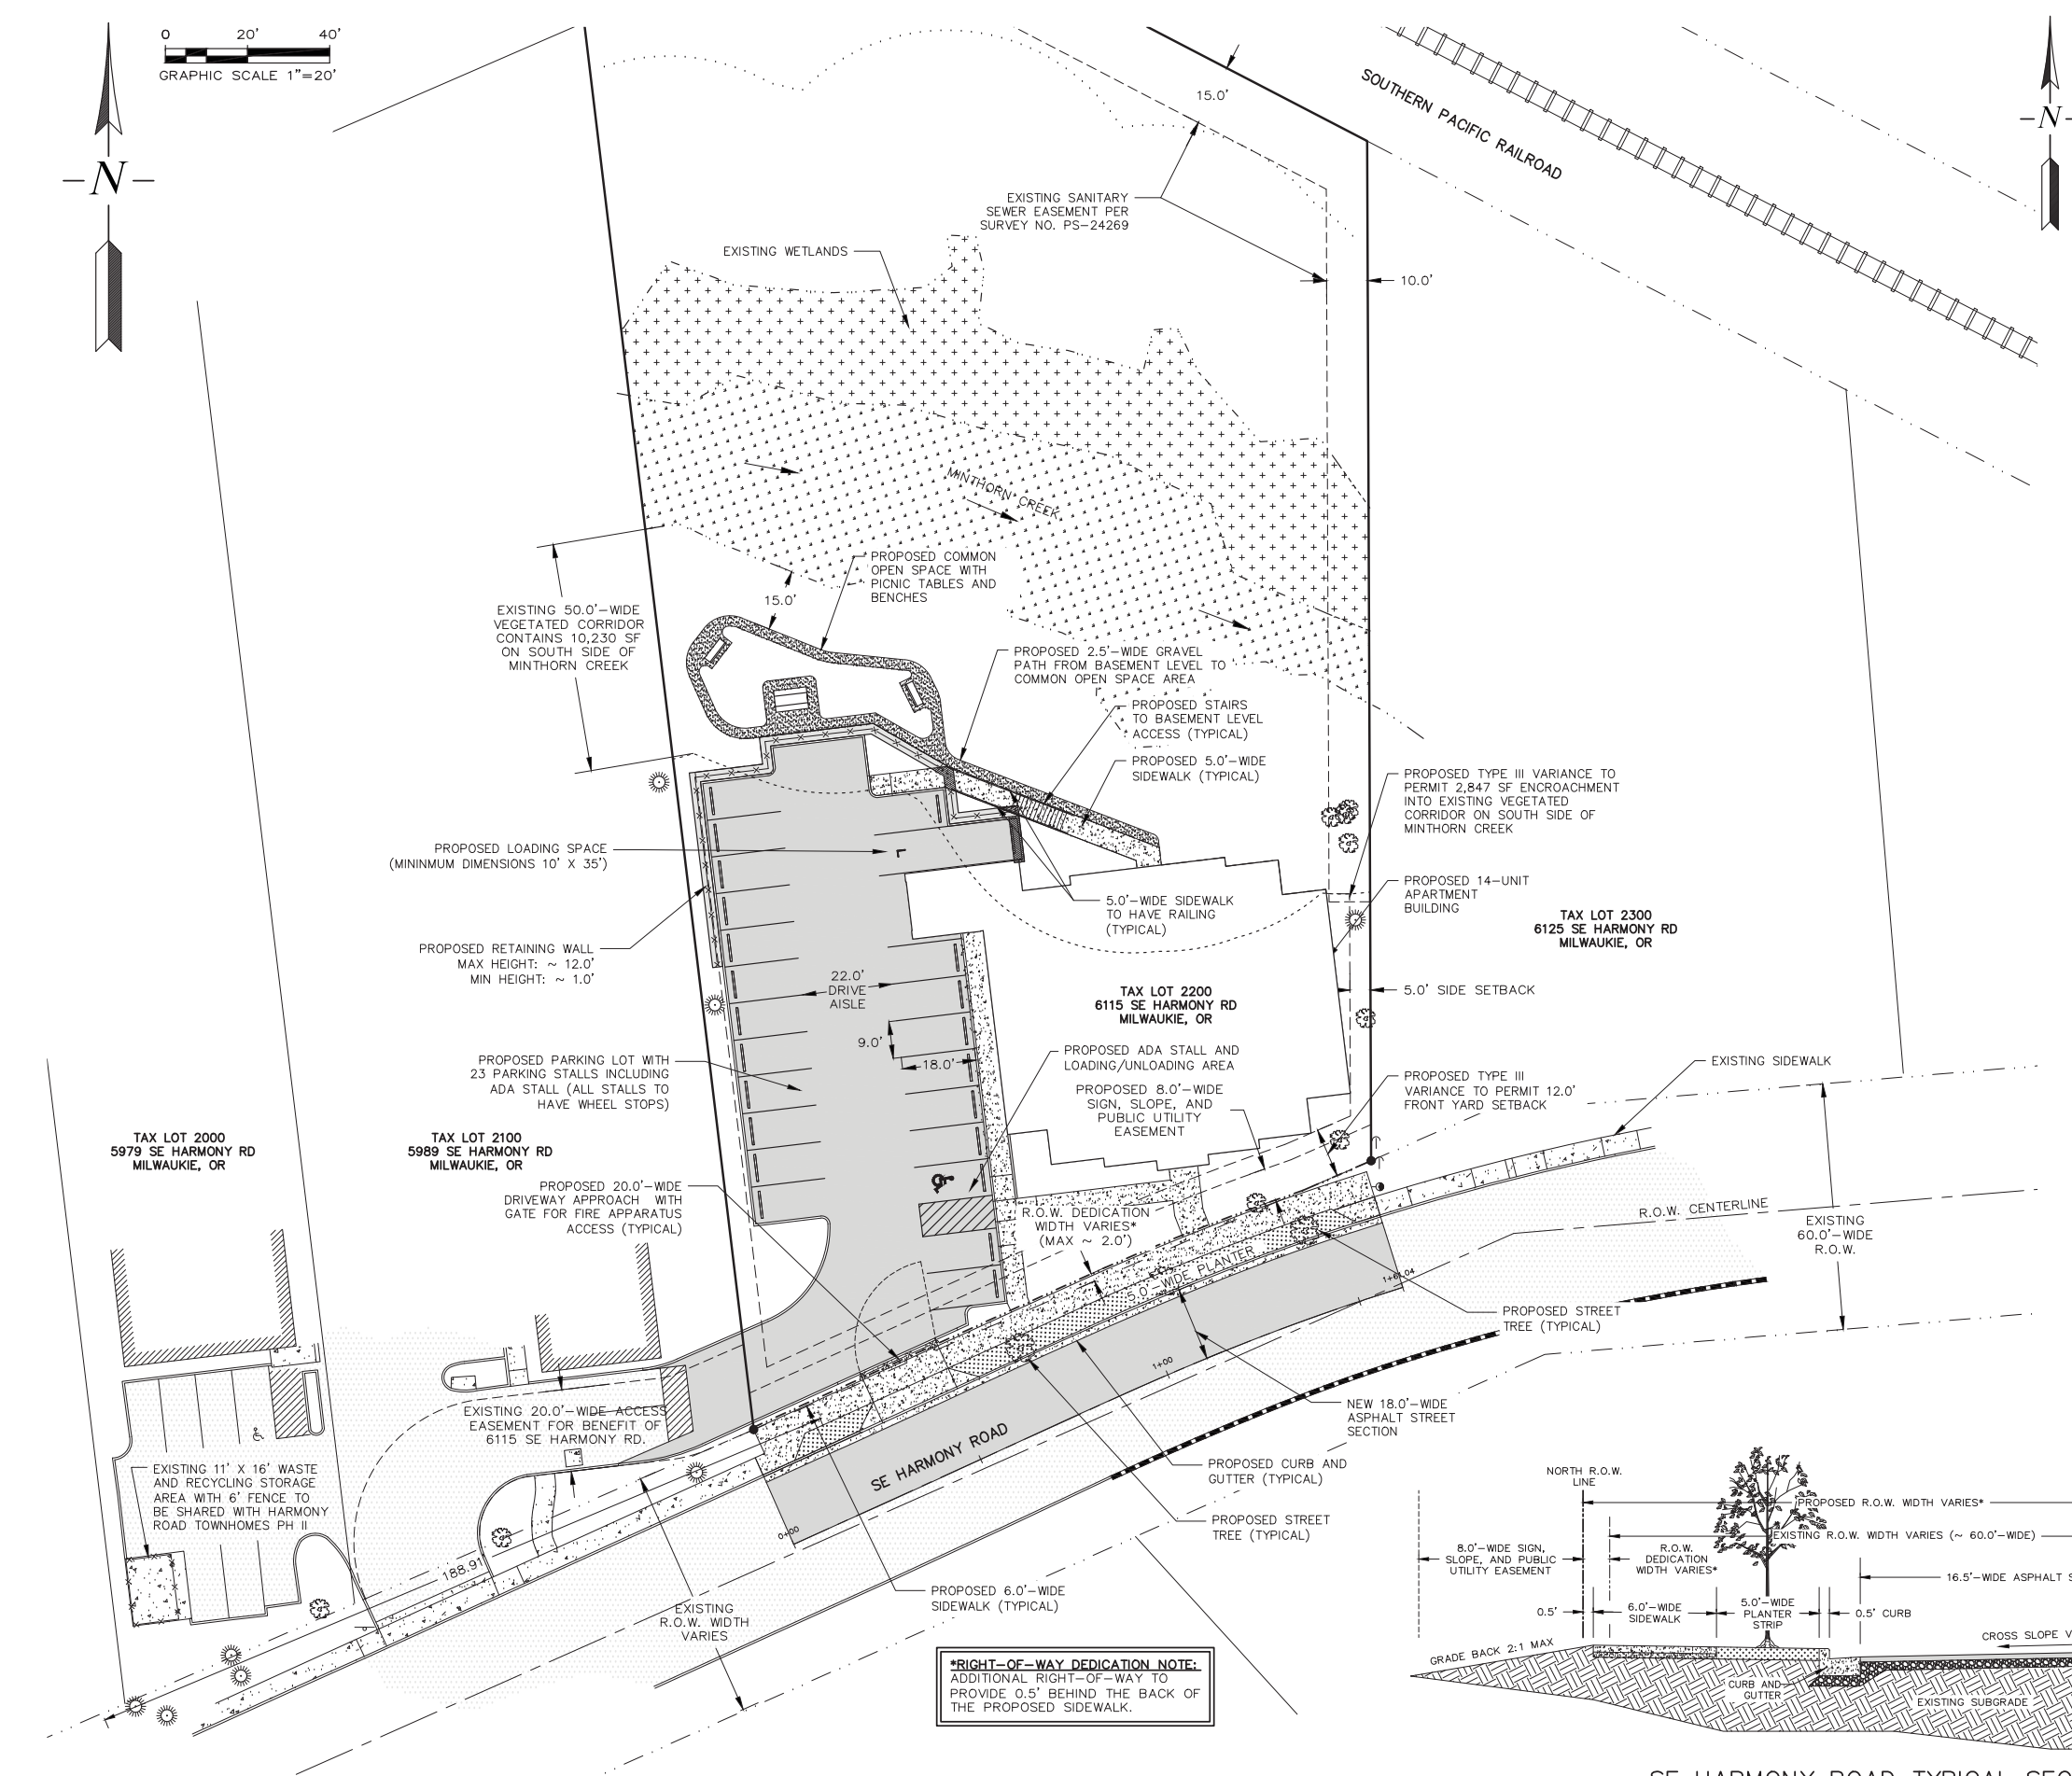 0 20' 40'
GRAPHIC SCALE 1"=20'
N
N
15.0'
SOUTHERN PACIFIC RAILROAD
EXISTING SANITARY
SEWER EASEMENT PER
SURVEY NO. PS-24269
EXISTING WETLANDS
10.0'
MINTHORN CREEK
PROPOSED COMMON
OPEN SPACE WITH
PICNIC TABLES AND
BENCHES
15.0'
EXISTING 50.0'-WIDE
VEGETATED CORRIDOR
CONTAINS 10,230 SF
ON SOUTH SIDE OF
MINTHORN CREEK
PROPOSED 2.5'-WIDE GRAVEL
PATH FROM BASEMENT LEVEL TO
COMMON OPEN SPACE AREA
PROPOSED STAIRS
TO BASEMENT LEVEL
ACCESS (TYPICAL)
PROPOSED 5.0'-WIDE
SIDEWALK (TYPICAL)
PROPOSED TYPE III VARIANCE TO
PERMIT 2,847 SF ENCROACHMENT
INTO EXISTING VEGETATED
CORRIDOR ON SOUTH SIDE OF
MINTHORN CREEK
PROPOSED LOADING SPACE
(MININMUM DIMENSIONS 10' X 35')
L
PROPOSED 14-UNIT
APARTMENT
BUILDING
5.0'-WIDE SIDEWALK
TO HAVE RAILING
(TYPICAL)
TAX LOT 2300
6125 SE HARMONY RD
MILWAUKIE, OR
PROPOSED RETAINING WALL
MAX HEIGHT: ~ 12.0'
MIN HEIGHT: ~ 1.0'
22.0'
DRIVE
AISLE
TAX LOT 2200
6115 SE HARMONY RD
MILWAUKIE, OR
5.0' SIDE SETBACK
9.0'
18.0'
PROPOSED ADA STALL AND
LOADING/UNLOADING AREA
EXISTING SIDEWALK
PROPOSED PARKING LOT WITH
23 PARKING STALLS INCLUDING
ADA STALL (ALL STALLS TO
HAVE WHEEL STOPS)
PROPOSED 8.0'-WIDE
SIGN, SLOPE, AND
PUBLIC UTILITY
EASEMENT
PROPOSED TYPE III
VARIANCE TO PERMIT 12.0'
FRONT YARD SETBACK
TAX LOT 2000
5979 SE HARMONY RD
MILWAUKIE, OR
TAX LOT 2100
5989 SE HARMONY RD
MILWAUKIE, OR
PROPOSED 20.0'-WIDE
DRIVEWAY APPROACH WITH
GATE FOR FIRE APPARATUS
ACCESS (TYPICAL)
R.O.W. DEDICATION
WIDTH VARIES*
(MAX ~ 2.0')
R.O.W. CENTERLINE
EXISTING
60.0'-WIDE
R.O.W.
5.0'-WIDE PLANTER
PROPOSED STREET
TREE (TYPICAL)
1+00
0+00
SE HARMONY ROAD
NEW 18.0'-WIDE
ASPHALT STREET
SECTION
EXISTING 20.0'-WIDE ACCESS
EASEMENT FOR BENEFIT OF
6115 SE HARMONY RD.
PROPOSED CURB AND
GUTTER (TYPICAL)
PROPOSED STREET
TREE (TYPICAL)
EXISTING 11' X 16' WASTE
AND RECYCLING STORAGE
AREA WITH 6' FENCE TO
BE SHARED WITH HARMONY
ROAD TOWNHOMES PH II
188.91'
PROPOSED 6.0'-WIDE
SIDEWALK (TYPICAL)
EXISTING
R.O.W. WIDTH
VARIES
*RIGHT-OF-WAY DEDICATION NOTE:
ADDITIONAL RIGHT-OF-WAY TO
PROVIDE 0.5' BEHIND THE BACK OF
THE PROPOSED SIDEWALK.
NORTH R.O.W.
LINE
PROPOSED R.O.W. WIDTH VARIES*
EXISTING R.O.W. WIDTH VARIES (~ 60.0'-WIDE)
8.0'-WIDE SIGN,
SLOPE, AND PUBLIC
UTILITY EASEMENT
R.O.W.
DEDICATION
WIDTH VARIES*
16.5'-WIDE ASPHALT
0.5'
6.0'-WIDE
SIDEWALK
5.0'-WIDE
PLANTER
STRIP
0.5' CURB
GRADE BACK 2:1 MAX
CROSS SLOPE
CURB AND
GUTTER
EXISTING SUBGRADE
SE HARMONY ROAD TYPICAL